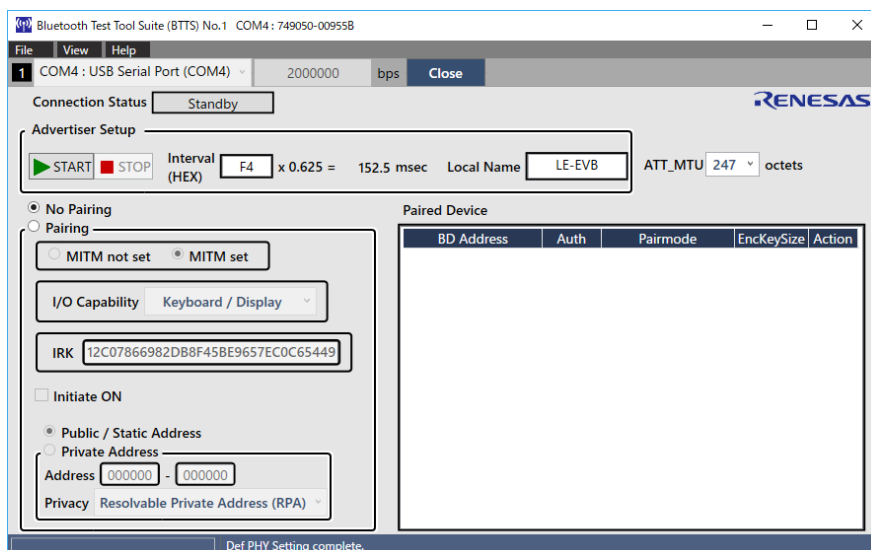 Bluetooth Test Tool Suite (BTTS) No.1 COM4 : 749050-00955B
File View Help
1 COM4 : USB Serial Port (COM4) 2000000 bps Close
Connection Status Standby RENESAS
Advertiser Setup
START STOP Interval (HEX) F4 x 0.625 = 152.5 msec Local Name LE-EVB ATT_MTU 247 octets
No Pairing Paired Device
Pairing
BD Address Auth Pairmode EncKeySize Action
MITM not set MITM set
I/O Capability Keyboard / Display
IRK 12C07866982DB8F45BE9657EC0C65449
Initiate ON
Public / Static Address
Private Address
Address 000000 - 000000
Privacy Resolvable Private Address (RPA)
Def PHY Setting complete.